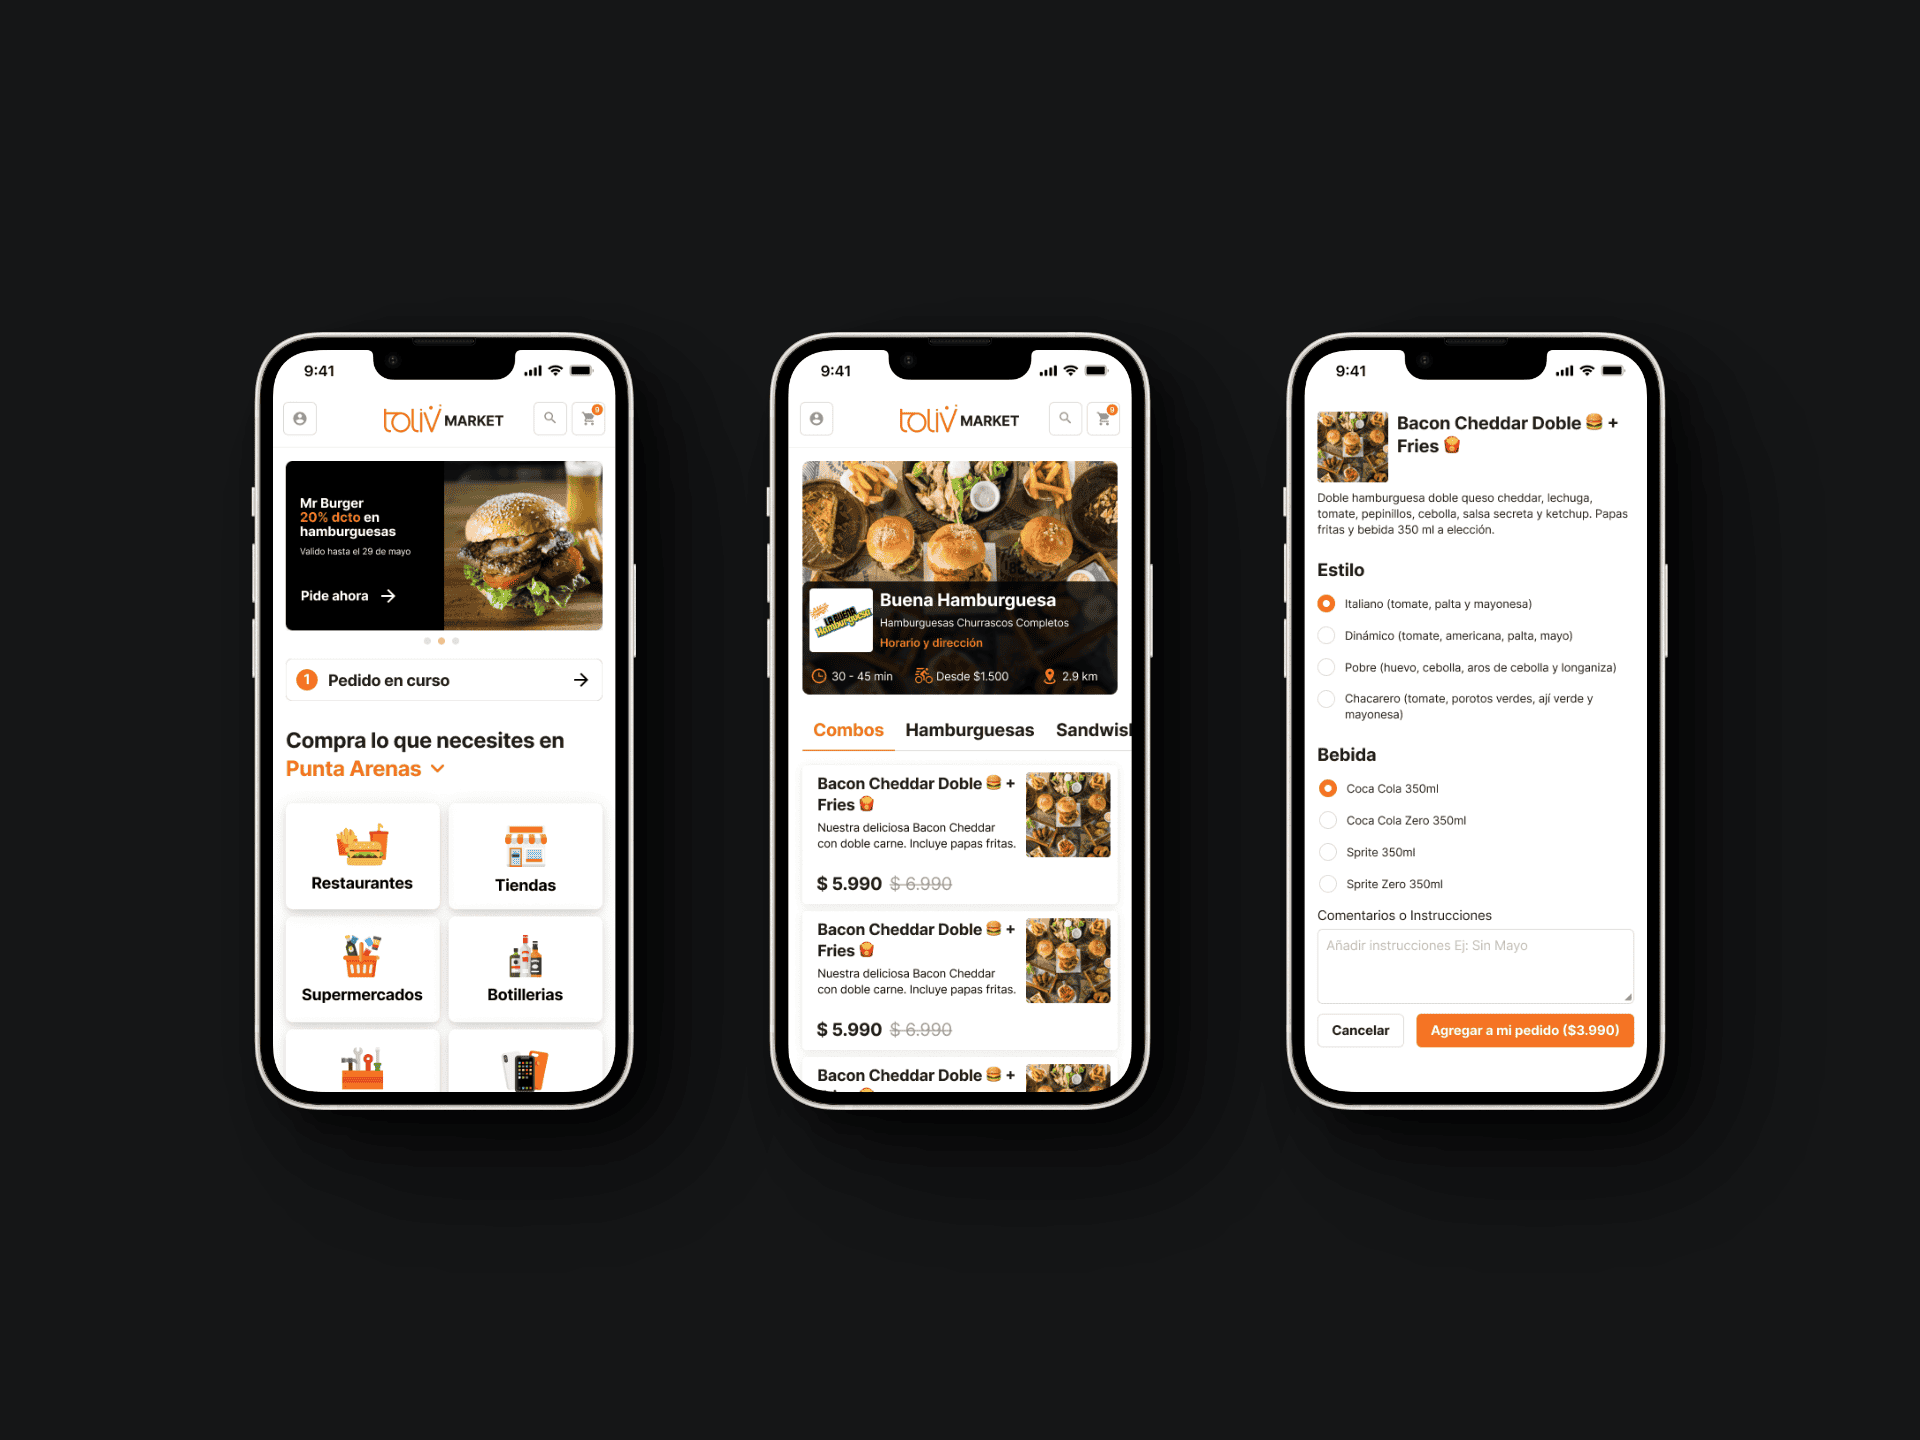 9:41
toliv MARKET
9
Mr Burger
20% dcto en
hamburguesas
Valido hasta el 29 de mayo
Pide ahora
1 Pedido en curso
Compra lo que necesites en
Punta Arenas
Restaurantes
Tiendas
Supermercados
Botillerias
9:41
toliv MARKET
9
LA BUENA
Hamburguesa
Buena Hamburguesa
Hamburguesas Churrascos Completos
Horario y dirección
30 - 45 min
Desde $1.500
2.9 km
Combos
Hamburguesas
Sandwish
Bacon Cheddar Doble 🍔 +
Fries 🍟
Nuestra deliciosa Bacon Cheddar
con doble carne. Incluye papas fritas.
$ 5.990 $ 6.990
Bacon Cheddar Doble 🍔 +
Fries 🍟
Nuestra deliciosa Bacon Cheddar
con doble carne. Incluye papas fritas.
$ 5.990 $ 6.990
Bacon Cheddar Doble 🍔 +
9:41
Bacon Cheddar Doble 🍔 +
Fries 🍟
Doble hamburguesa doble queso cheddar, lechuga,
tomate, pepinillos, cebolla, salsa secreta y ketchup. Papas
fritas y bebida 350 ml a elección.
Estilo
Italiano (tomate, palta y mayonesa)
Dinámico (tomate, americana, palta, mayo)
Pobre (huevo, cebolla, aros de cebolla y longaniza)
Chacarero (tomate, porotos verdes, ají verde y
mayonesa)
Bebida
Coca Cola 350ml
Coca Cola Zero 350ml
Sprite 350ml
Sprite Zero 350ml
Comentarios o Instrucciones
Añadir instrucciones Ej: Sin Mayo
Cancelar
Agregar a mi pedido ($3.990)